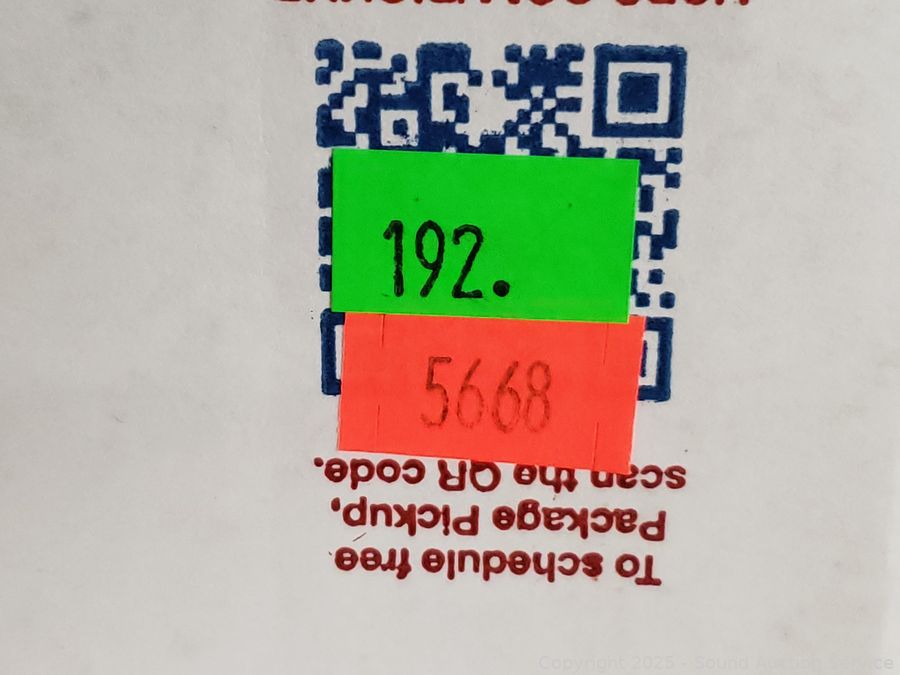 192.
5668
To schedule free
Package Pickup,
scan the QR code.
Copyright 2025 - Sound Auction Service